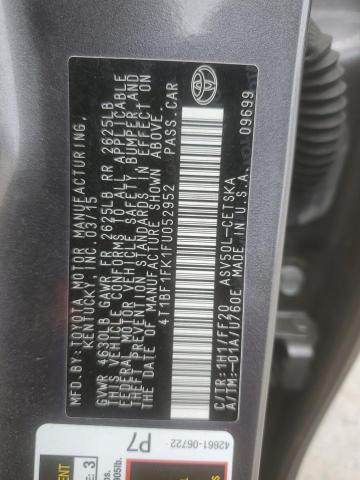 MFD.BY:TOYOTA MOTOR MANUFACTURING,
KENTUCKY, INC.03/15
GVWR 4630LB GAWR FR 2625LB RR 2625LB
THIS VEHICLE CONFORMS TO ALL APPLICABLE
FEDERAL MOTOR VEHICLE SAFETY BUMPER, AND
THEFT PREVENTION STANDARDS IN EFFECT ON
THE DATE OF MANUFACTURE SHOWN ABOVE.
4T1BF1FK1FU052952 PASS.CAR
C/TR:1H1/FF20 ASV50L-CETSKA
A/TM:-01A/U760E MADE IN U.S.A. 09699
TOYOTA
42661-06722
P7
3
905lb.